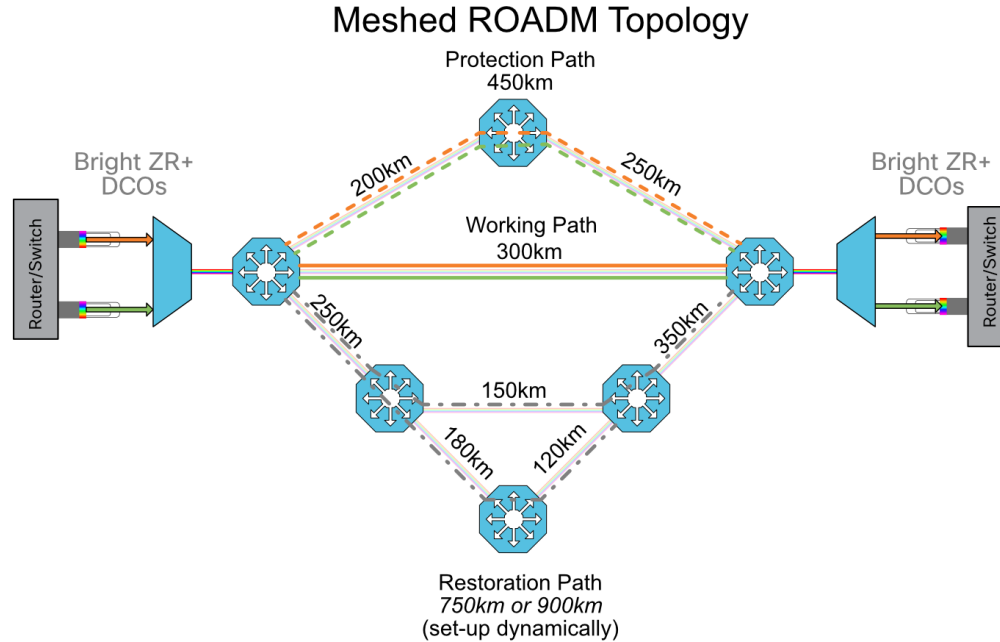 Meshed ROADM Topology
Protection Path
450km
Bright ZR+
DCOs
Bright ZR+
DCOs
200km
250km
Router/Switch
Working Path
300km
Router/Switch
250km
350km
150km
180km
120km
Restoration Path
750km or 900km
(set-up dynamically)